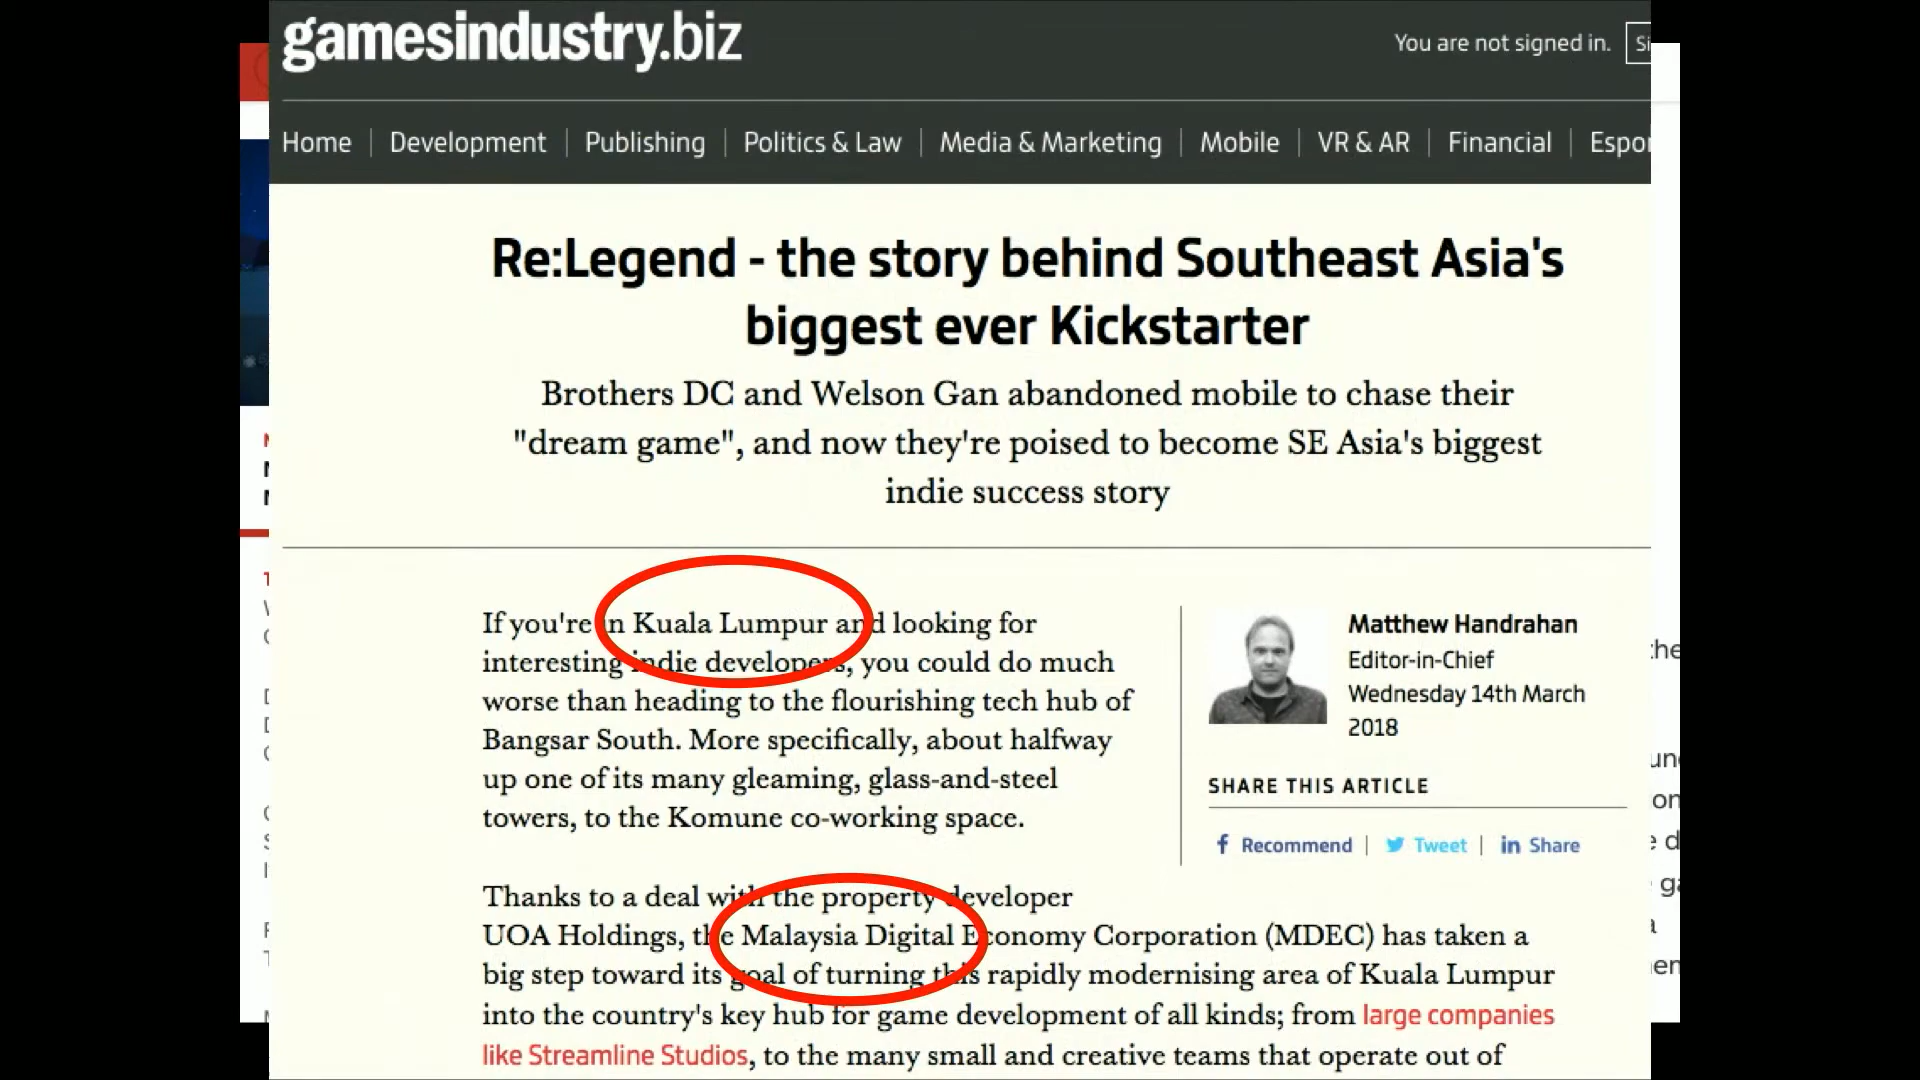 gamesindustry.biz
You are not signed in.
Home | Development | Publishing | Politics & Law | Media & Marketing | Mobile | VR & AR | Financial |
Re:Legend - the story behind Southeast Asia's
biggest ever Kickstarter
Brothers DC and Welson Gan abandoned mobile to chase their
"dream game", and now they're poised to become SE Asia's biggest
indie success story
If you're in Kuala Lumpur and looking for
interesting indie developers, you could do much
worse than heading to the flourishing tech hub of
Bangsar South. More specifically, about halfway
up one of its many gleaming, glass-and-steel
towers, to the Komune co-working space.
Matthew Handrahan
Editor-in-Chief
Wednesday 14th March
2018
SHARE THIS ARTICLE
Recommend | Tweet | in Share
Thanks to a deal with the property developer
UOA Holdings, the Malaysia Digital Economy Corporation (MDEC) has taken a
big step toward its goal of turning this rapidly modernising area of Kuala Lumpur
into the country's key hub for game development of all kinds; from large companies
like Streamline Studios, to the many small and creative teams that operate out of